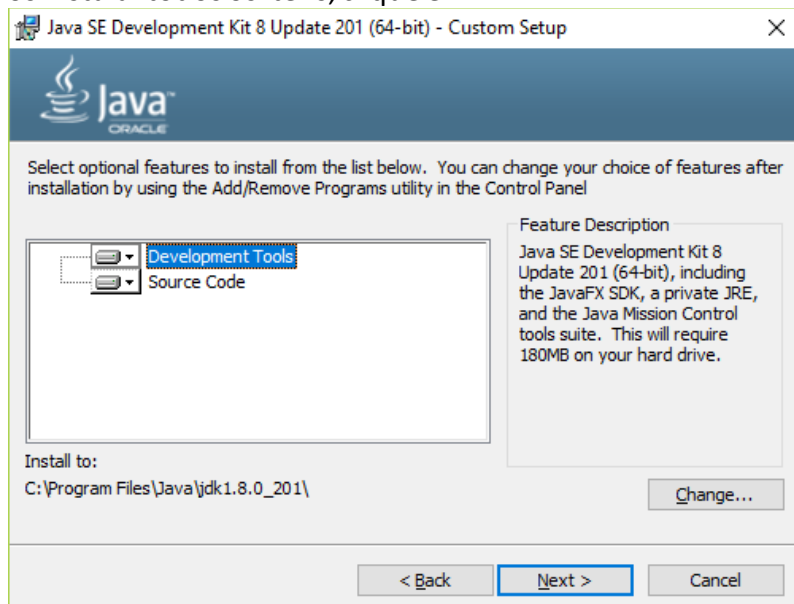 Java SE Development Kit 8 Update 201 (64-bit) - Custom Setup
Java™
ORACLE
Select optional features to install from the list below. You can change your choice of features after
installation by using the Add/Remove Programs utility in the Control Panel
Development Tools
Source Code
Feature Description
Java SE Development Kit 8
Update 201 (64-bit), including
the JavaFX SDK, a private JRE,
and the Java Mission Control
tools suite. This will require
180MB on your hard drive.
Install to:
C:\Program Files\Java\jdk1.8.0_201\
Change...
< Back
Next >
Cancel